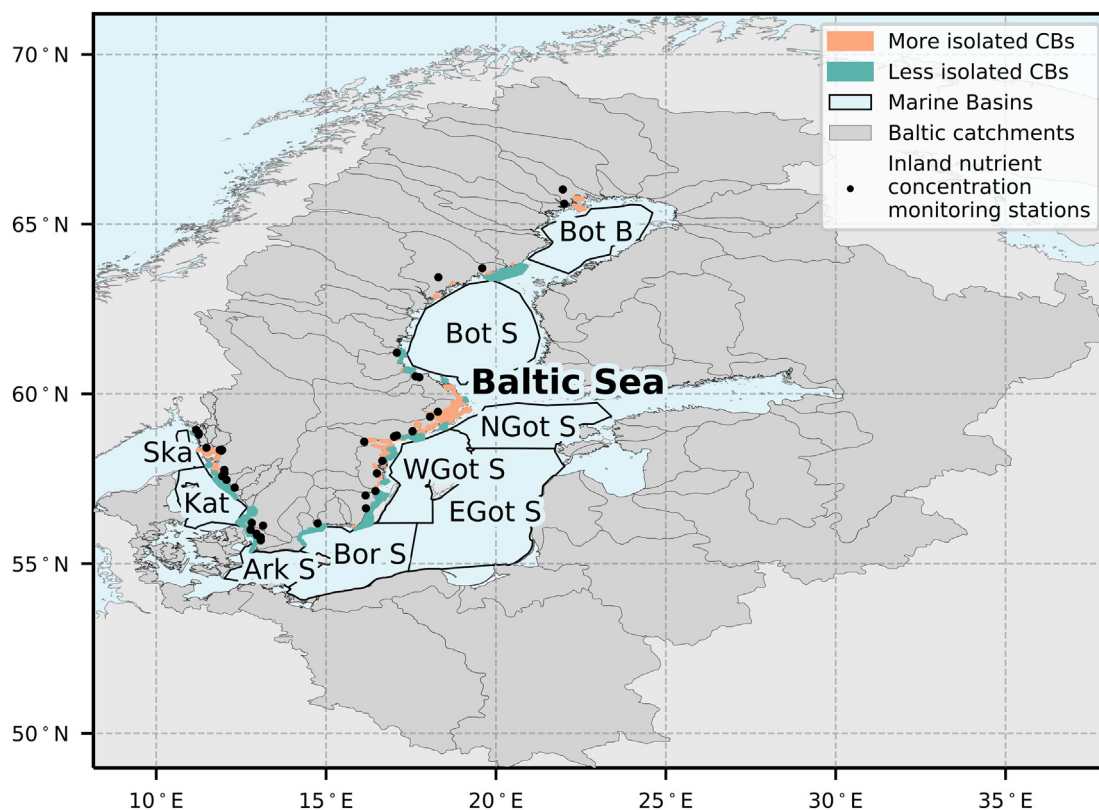 70°N
65°N
60°N
55°N
50°N
10°E
15°E
20°E
25°E
30°E
35°E
More isolated CBs
Less isolated CBs
Marine Basins
Baltic catchments
Inland nutrient
concentration
monitoring stations
Bot B
Bot S
Baltic Sea
NGot S
Ska
WGot S
Kat
EGot S
Bor S
Ark S